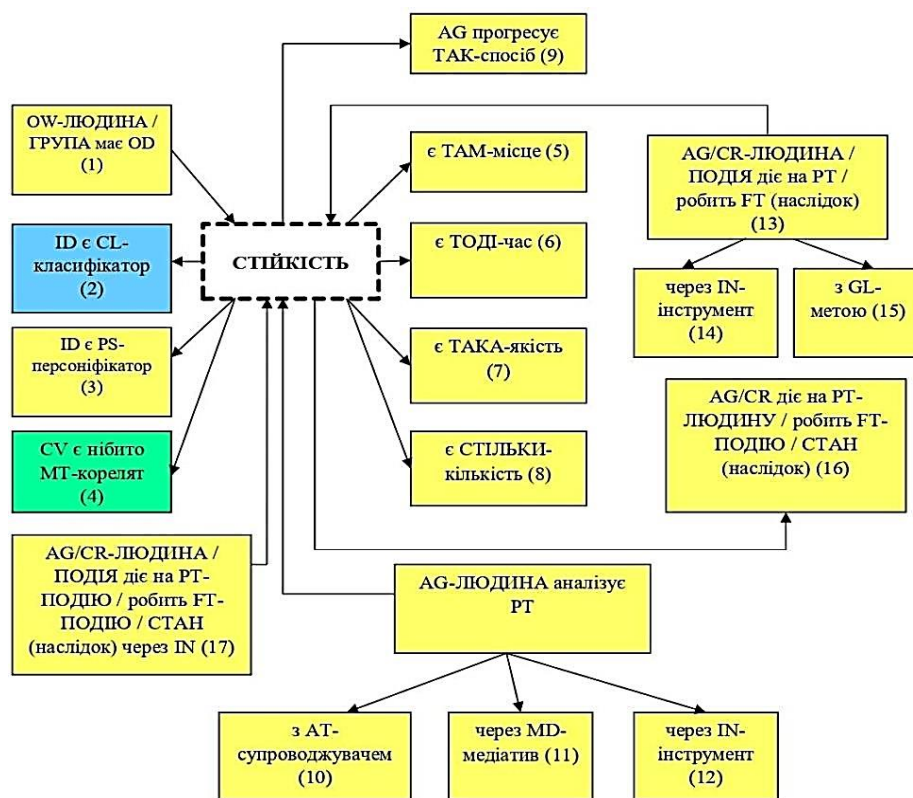 AG прогресує
ТАК-спосіб (9)
OW-ЛЮДИНА /
ГРУПА має OD
(1)
є ТАМ-місце (5)
AG/CR-ЛЮДИНА /
ПОДІЯ діє на PT /
робить FT (наслідок)
(13)
ID є CL-
класифікатор
(2)
СТІЙКІСТЬ
є ТОДІ-час (6)
через IN-
інструмент
(14)
з GL-
метою (15)
ID є PS-
персоніфікатор
(3)
є ТАКА-якість
(7)
AG/CR діє на PT-
ЛЮДИНУ / робить FT-
ПОДІЮ / СТАН
(наслідок) (16)
CV є нібито
MT-корелят
(4)
є СТІЛЬКИ-
кількість (8)
AG/CR-ЛЮДИНА /
ПОДІЯ діє на PT-
ПОДІЮ / робить FT-
ПОДІЮ / СТАН
(наслідок) через IN (17)
AG-ЛЮДИНА аналізує
PT
з AT-
супроводжувачем
(10)
через MD-
медіатив (11)
через IN-
інструмент
(12)